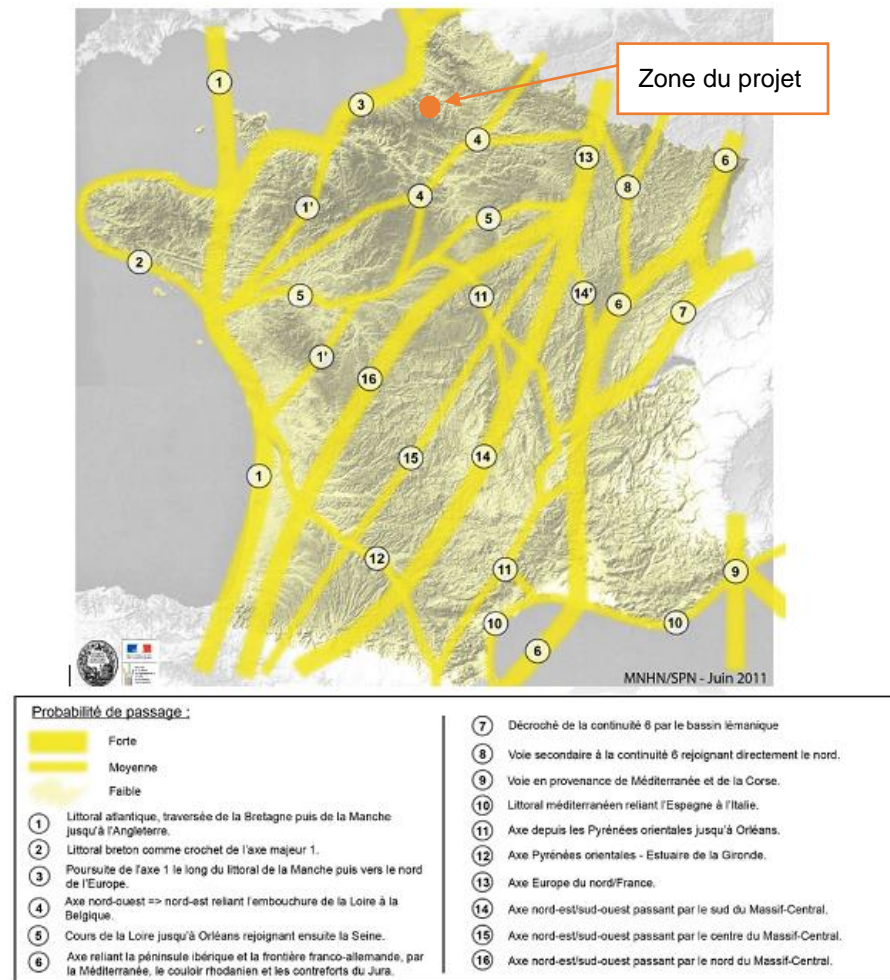 Zone du projet
1
3
4
13
6
8
1'
4
5
2
5
11
14'
6
7
1'
16
15
14
1
12
11
9
10
10
6
MNHN/SPN - Juin 2011
Probabilité de passage :
Forte
Moyenne
Faible
1 Littoral atlantique, traversée de la Bretagne puis de la Manche
jusqu'à l'Angleterre.
2 Littoral breton comme crochet de l'axe majeur 1.
3 Poursuite de l'axe 1 le long du littoral de la Manche puis vers le nord
de l'Europe.
4 Axe nord-ouest => nord-est reliant l'embouchure de la Loire à la
Belgique.
5 Cours de la Loire jusqu'à Orléans rejoignant ensuite la Seine.
6 Axe reliant la péninsule ibérique et la frontière franco-allemande, par
la Méditerranée, le couloir rhodanien et les contreforts du Jura.
7 Décroché de la continuité 6 par le bassin lémanique
8 Voie secondaire à la continuité 6 rejoignant directement le nord.
9 Voie en provenance de Méditerranée et de la Corse.
10 Littoral méditerranéen reliant l'Espagne à l'Italie.
11 Axe depuis les Pyrénées orientales jusqu'à Orléans.
12 Axe Pyrénées orientales - Estuaire de la Gironde.
13 Axe Europe du nord/France.
14 Axe nord-est/sud-ouest passant par le sud du Massif-Central.
15 Axe nord-est/sud-ouest passant par le centre du Massif-Central.
16 Axe nord-est/sud-ouest passant par le nord du Massif-Central.